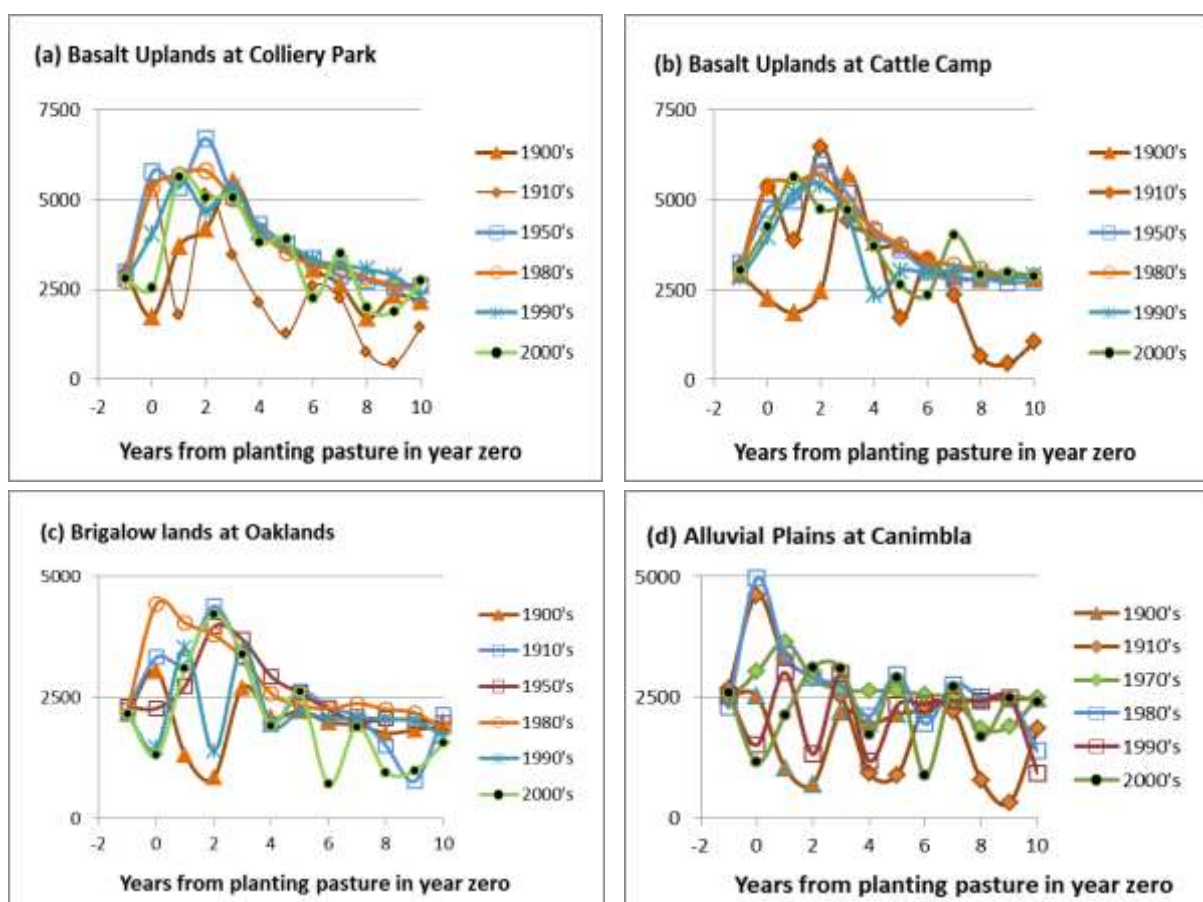 (a) Basalt Uplands at Colliery Park
7500
5000
2500
0
-2 0 2 4 6 8 10
Years from planting pasture in year zero
1900's
1910's
1950's
1980's
1990's
2000's
(b) Basalt Uplands at Cattle Camp
7500
5000
2500
0
-2 0 2 4 6 8 10
Years from planting pasture in year zero
1900's
1910's
1950's
1980's
1990's
2000's
(c) Brigalow lands at Oaklands
5000
2500
0
-2 0 2 4 6 8 10
Years from planting pasture in year zero
1900's
1910's
1950's
1980's
1990's
2000's
(d) Alluvial Plains at Canimbla
5000
2500
0
-2 0 2 4 6 8 10
Years from planting pasture in year zero
1900's
1910's
1970's
1980's
1990's
2000's